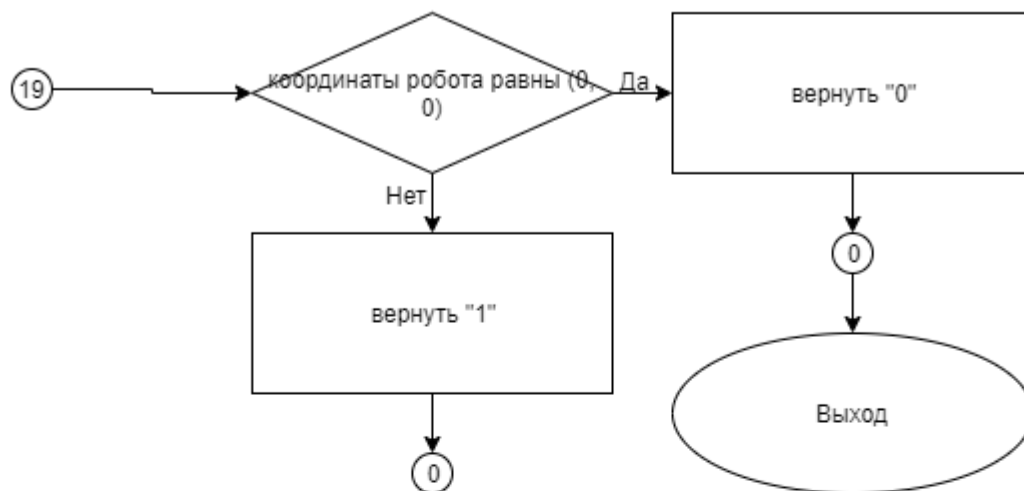 19
координаты робота равны (0,
0)
Да
вернуть "0"
Нет
0
вернуть "1"
Выход
0